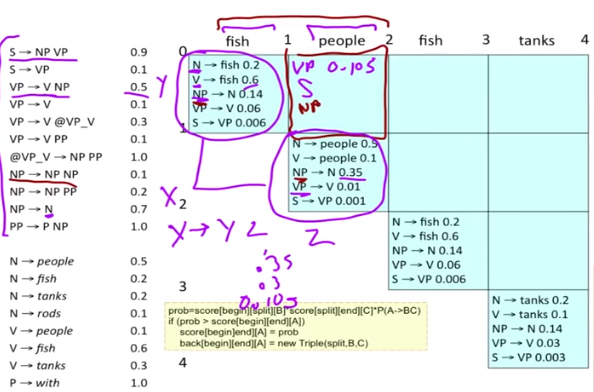 S → NP VP 0.9
S → VP 0.1
VP → V NP 0.5
VP → V 0.1
VP → V @VP_V 0.3
VP → V PP 0.1
@VP_V → NP PP 1.0
NP → NP NP 0.1
NP → NP PP 0.2
NP → N 0.7
PP → P NP 1.0
N → people 0.5
N → fish 0.2
N → tanks 0.2
N → rods 0.1
V → people 0.1
V → fish 0.6
V → tanks 0.3
P → with 1.0
0 fish 1 people 2 fish 3 tanks 4
Y
N → fish 0.2
V → fish 0.6
NP → N 0.14
VP → V 0.06
S → VP 0.006
VP 0.105
S
NP
1
N → people 0.5
V → people 0.1
NP → N 0.35
VP → V 0.01
S → VP 0.001
X
2
X → Y Z
Z
N → fish 0.2
V → fish 0.6
NP → N 0.14
VP → V 0.06
S → VP 0.006
.35
.3
0.105
3
N → tanks 0.2
V → tanks 0.1
NP → N 0.14
VP → V 0.03
S → VP 0.003
prob=score[begin][split][B]*score[split][end][C]*P(A->BC)
if (prob > score[begin][end][A])
score[begin]end][A] = prob
back[begin][end][A] = new Triple(split,B,C)
4